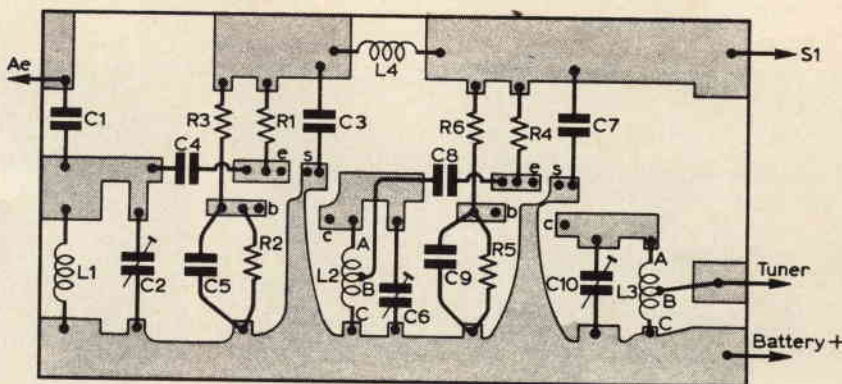 Ae
S1
L4
C1
R3
R1
C3
R6
R4
C7
C4
e
s
C8
e
s
b
c
A
b
c
A
L1
C2
C5
R2
L2
B
C6
C9
R5
C10
L3
B
Tuner
C
C
Battery+